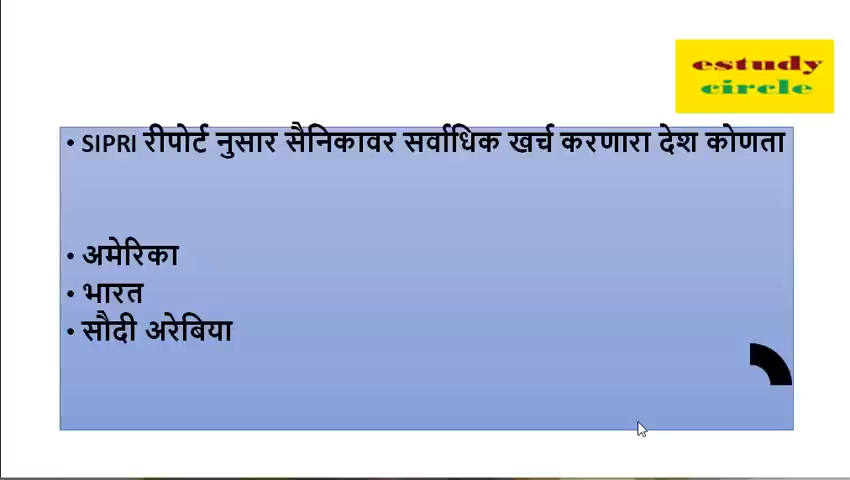 estudy
circle
• SIPRI रीपोर्ट नुसार सैनिकावर सर्वाधिक खर्च करणारा देश कोणता
• अमेरिका
• भारत
• सौदी अरेबिया